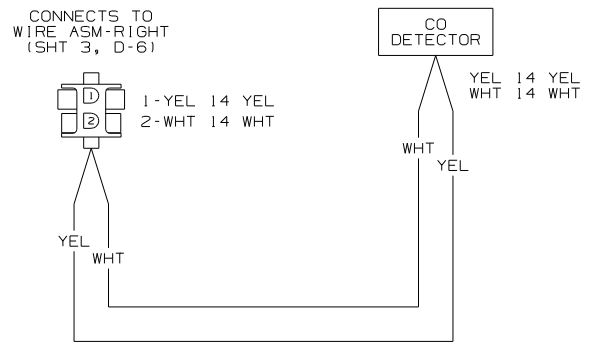 CONNECTS TO
WIRE ASM-RIGHT
(SHT 3, D-6)
1
2
1-YEL 14 YEL
2-WHT 14 WHT
CO
DETECTOR
YEL 14 YEL
WHT 14 WHT
WHT
YEL
YEL
WHT